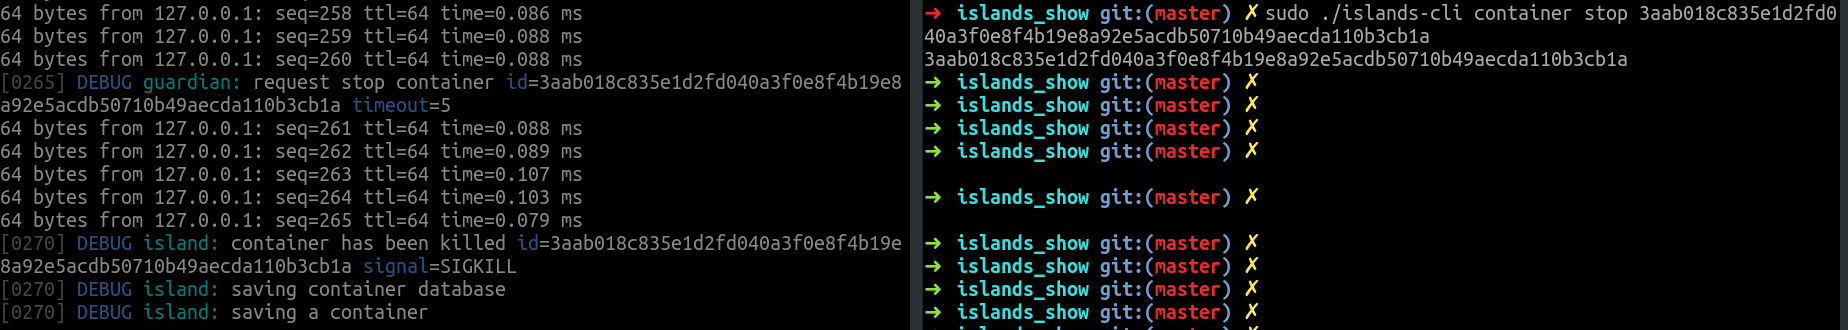 64 bytes from 127.0.0.1: seq=258 ttl=64 time=0.086 ms
64 bytes from 127.0.0.1: seq=259 ttl=64 time=0.088 ms
64 bytes from 127.0.0.1: seq=260 ttl=64 time=0.088 ms
[0265] DEBUG guardian: request stop container id=3aab018c835e1d2fd040a3f0e8f4b19e8
a92e5acdb50710b49aecda110b3cb1a timeout=5
64 bytes from 127.0.0.1: seq=261 ttl=64 time=0.088 ms
64 bytes from 127.0.0.1: seq=262 ttl=64 time=0.089 ms
64 bytes from 127.0.0.1: seq=263 ttl=64 time=0.107 ms
64 bytes from 127.0.0.1: seq=264 ttl=64 time=0.103 ms
64 bytes from 127.0.0.1: seq=265 ttl=64 time=0.079 ms
[0270] DEBUG island: container has been killed id=3aab018c835e1d2fd040a3f0e8f4b19e
8a92e5acdb50710b49aecda110b3cb1a signal=SIGKILL
[0270] DEBUG island: saving container database
[0270] DEBUG island: saving a container
➜ islands_show git:(master) ✗ sudo ./islands-cli container stop 3aab018c835e1d2fd0
40a3f0e8f4b19e8a92e5acdb50710b49aecda110b3cb1a
3aab018c835e1d2fd040a3f0e8f4b19e8a92e5acdb50710b49aecda110b3cb1a
➜ islands_show git:(master) ✗
➜ islands_show git:(master) ✗
➜ islands_show git:(master) ✗
➜ islands_show git:(master) ✗
➜ islands_show git:(master) ✗
➜ islands_show git:(master) ✗
➜ islands_show git:(master) ✗
➜ islands_show git:(master) ✗
➜ islands_show git:(master) ✗